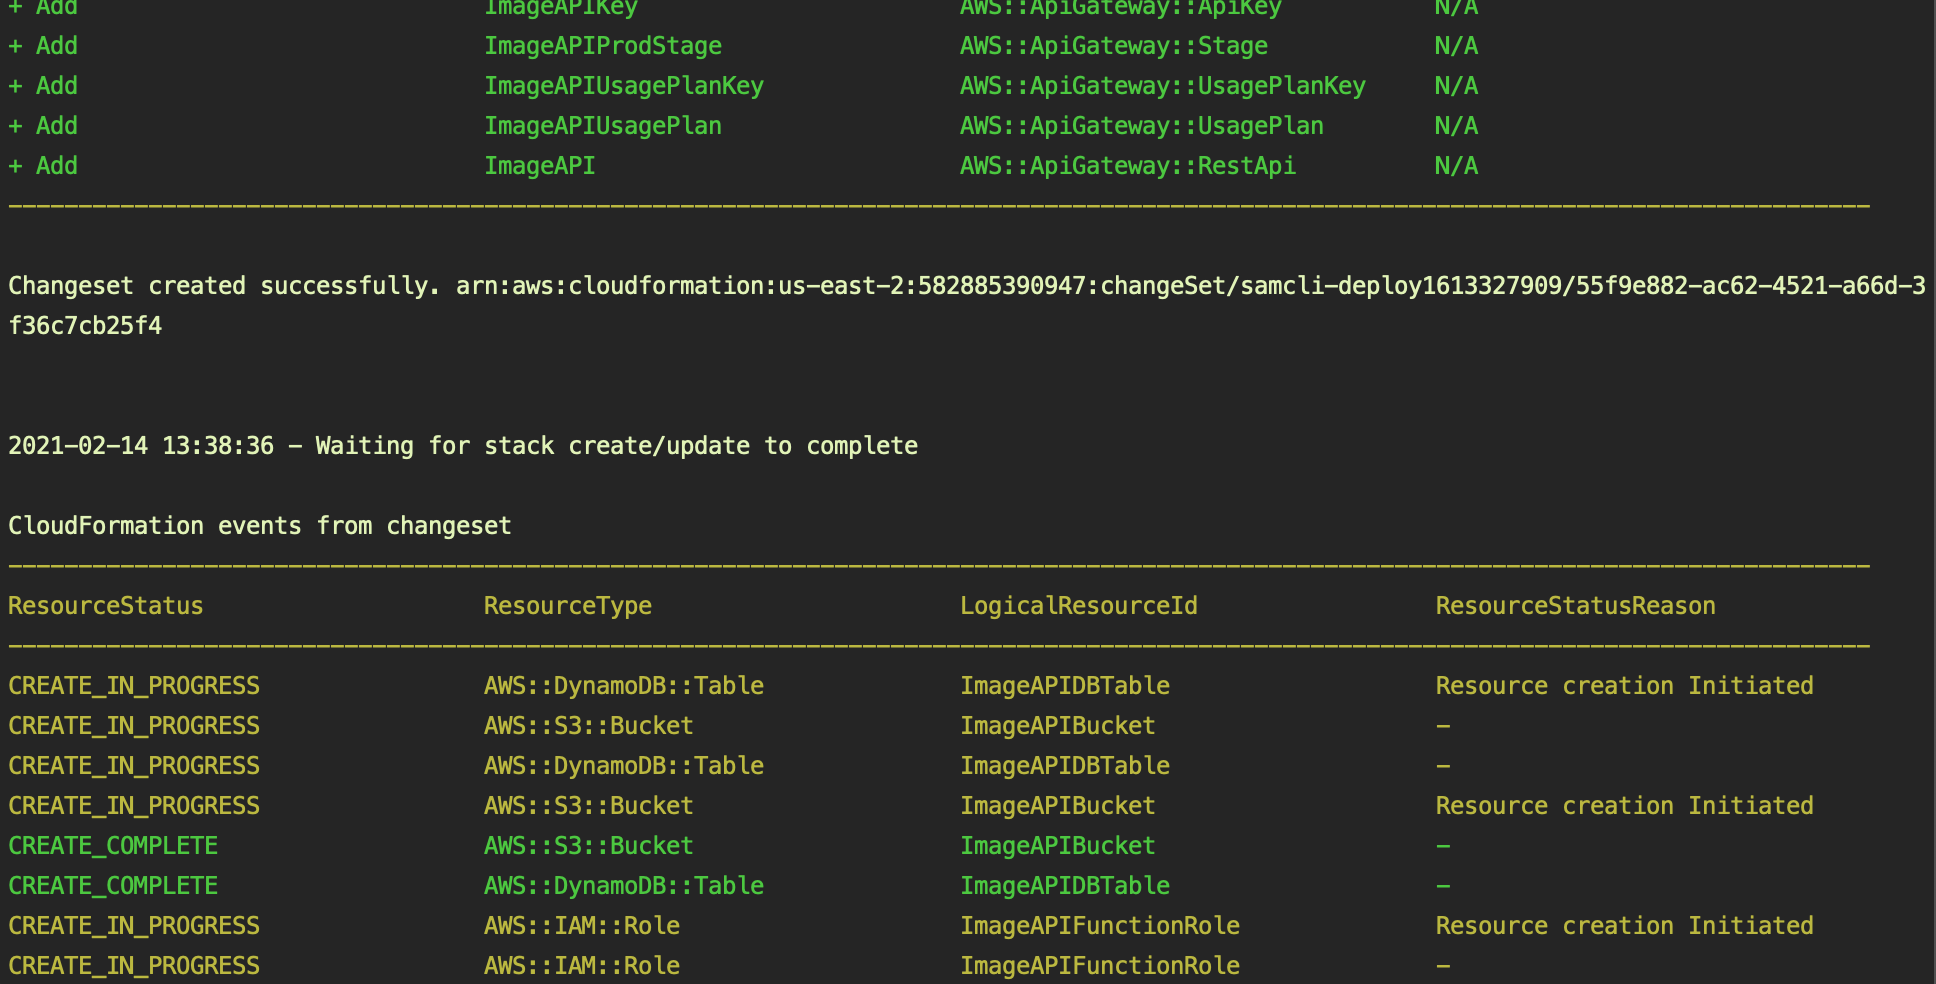 + Add ImageAPIKey AWS::ApiGateway::ApiKey N/A
+ Add ImageAPIProdStage AWS::ApiGateway::Stage N/A
+ Add ImageAPIUsagePlanKey AWS::ApiGateway::UsagePlanKey N/A
+ Add ImageAPIUsagePlan AWS::ApiGateway::UsagePlan N/A
+ Add ImageAPI AWS::ApiGateway::RestApi N/A
Changeset created successfully. arn:aws:cloudformation:us-east-2:582885390947:changeSet/samcli-deploy1613327909/55f9e882-ac62-4521-a66d-3
f36c7cb25f4
2021-02-14 13:38:36 - Waiting for stack create/update to complete
CloudFormation events from changeset
ResourceStatus ResourceType LogicalResourceId ResourceStatusReason
CREATE_IN_PROGRESS AWS::DynamoDB::Table ImageAPIDBTable Resource creation Initiated
CREATE_IN_PROGRESS AWS::S3::Bucket ImageAPIBucket -
CREATE_IN_PROGRESS AWS::DynamoDB::Table ImageAPIDBTable -
CREATE_IN_PROGRESS AWS::S3::Bucket ImageAPIBucket Resource creation Initiated
CREATE_COMPLETE AWS::S3::Bucket ImageAPIBucket -
CREATE_COMPLETE AWS::DynamoDB::Table ImageAPIDBTable -
CREATE_IN_PROGRESS AWS::IAM::Role ImageAPIFunctionRole Resource creation Initiated
CREATE_IN_PROGRESS AWS::IAM::Role ImageAPIFunctionRole -